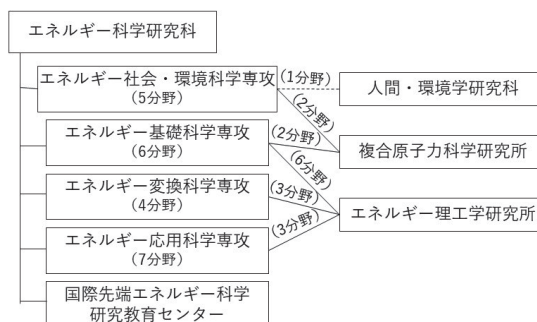 エネルギー科学研究科
エネルギー社会・環境科学専攻
(5分野)
(1分野)
人間・環境学研究科
(2分野)
エネルギー基礎科学専攻
(6分野)
(2分野)
複合原子力科学研究所
(6分野)
エネルギー変換科学専攻
(4分野)
(3分野)
エネルギー理工学研究所
エネルギー応用科学専攻
(7分野)
(3分野)
国際先端エネルギー科学
研究教育センター